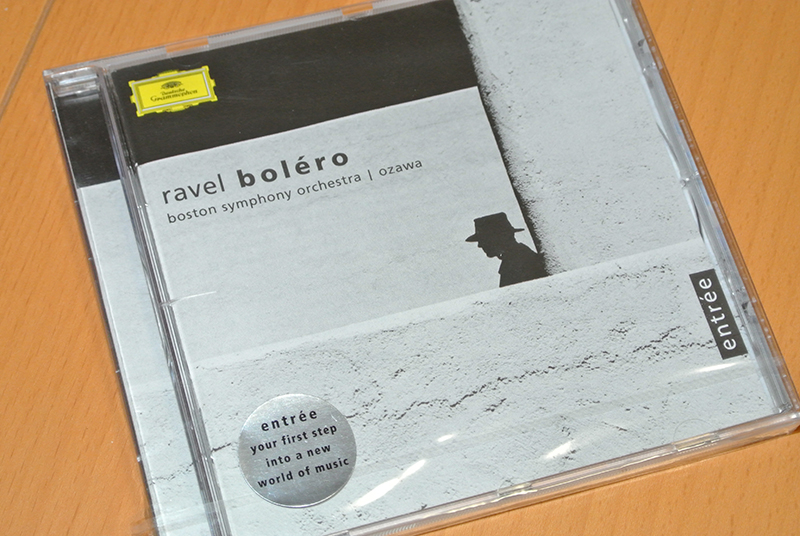 Deutsche
Grammophon
ravel boléro
boston symphony orchestra | ozawa
entrée
entrée
your first step
into a new
world of music